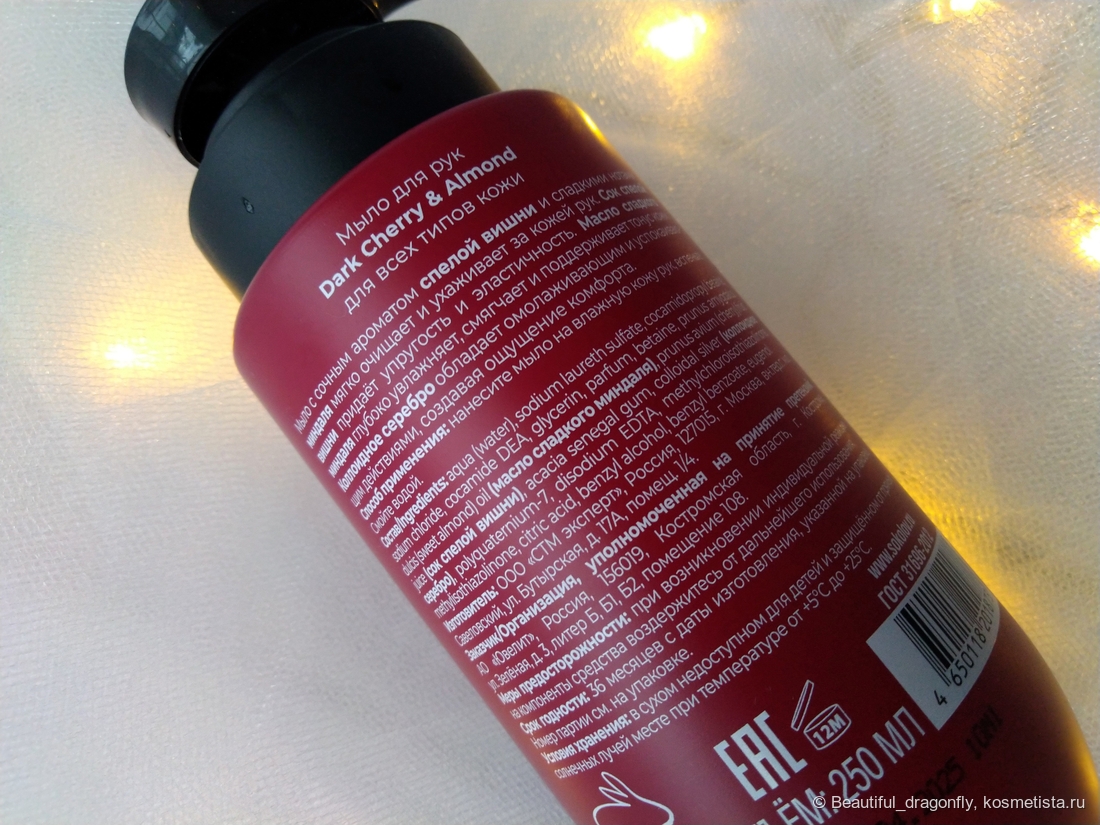 Мыло для рук
Dark Cherry & Almond
для всех типов кожи
Мыло с сочным ароматом спелой вишни и сладкими
миндаля мягко очищает и ухаживает за кожей рук. Сок
вишни придаёт упругость и эластичность. Масло
миндаля глубоко увлажняет, смягчает и поддерживает тонус
Коллоидное серебро обладает омолаживающим и
щим действиями, создавая ощущение комфорта.
Способ применения: нанесите мыло на влажную кожу рук,
Смойте водой.
Состав/Ingredients: aqua (water), sodium laureth sulfate,
sodium chloride, cocamide DEA, glycerin, parfum, betaine, prunus
dulcis (sweet almond) oil (масло сладкого миндаля), prunus avium
juice (сок спелой вишни), acacia senegal gum, colloidal silver
серебро), polyquaternium-7, disodium EDTA,
methylisothiazolinone, citric acid, benzyl alcohol, benzyl benzoate,
Изготовитель: ООО «СТМ эксперт», Россия, 127015, г. Москва,
Савеловский, ул. Бутырская, д. 17А, помещ. 1/4.
Заказчик/Организация, уполномоченная на принятие
АО «Ювелит», Россия, 156019, Костромская область, г.
ул. Зелёная, д. 3, литер Б, Б1, Б2, помещение 108.
Меры предосторожности: при возникновении индивидуальной
на компоненты средства воздержитесь от дальнейшего
Срок годности: 36 месяцев с даты изготовления, указанной на
Номер партии см. на упаковке.
Условия хранения: в сухом недоступном для детей и защищённом от
солнечных лучей месте при температуре от +5°С до +25°С.
ГОСТ
EAC
12M
250 МЛ
© Beautiful_dragonfly, kosmetista.ru